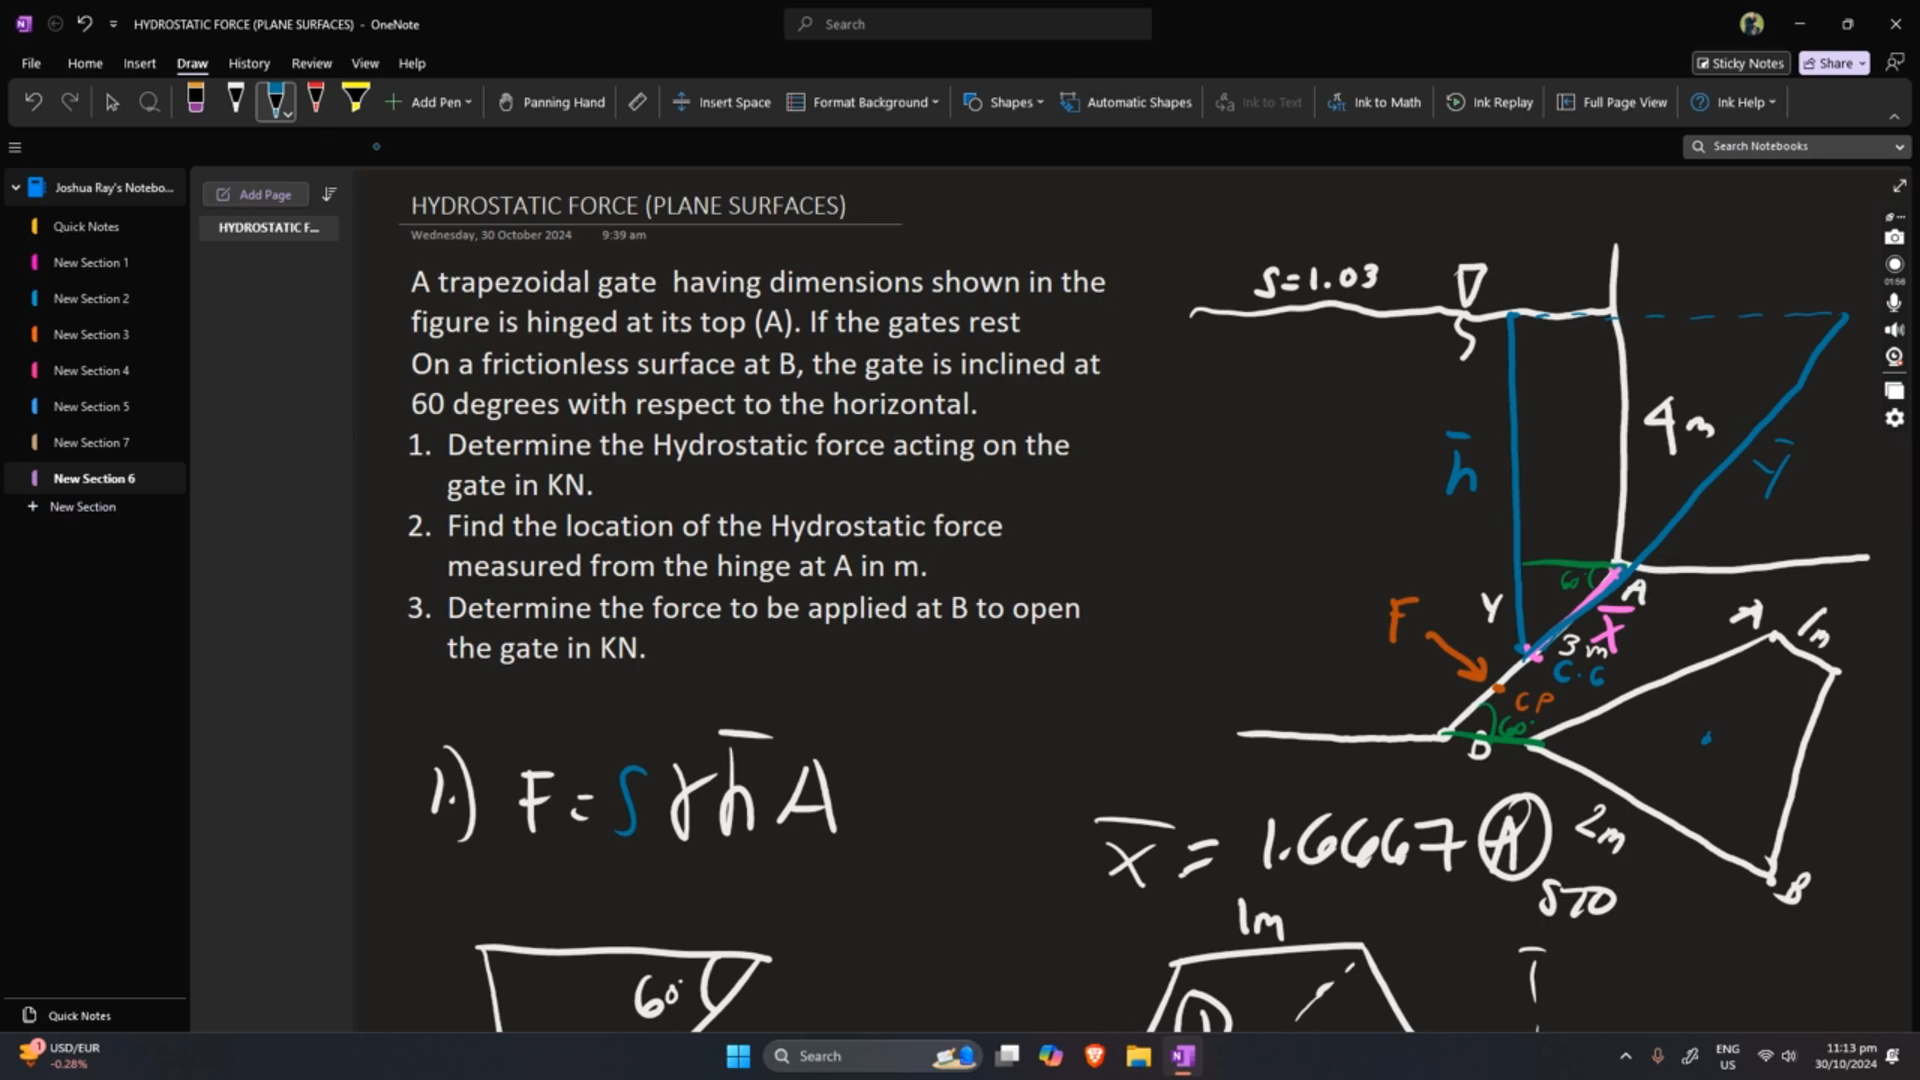 HYDROSTATIC FORCE (PLANE SURFACES) - OneNote
Search
File Home Insert Draw History Review View Help
Sticky Notes Share
Add Pen Panning Hand Insert Space Format Background Shapes Automatic Shapes Ink to Text Ink to Math Ink Replay Full Page View Ink Help
Search Notebooks
Joshua Ray's Notebo...
Quick Notes
New Section 1
New Section 2
New Section 3
New Section 4
New Section 5
New Section 7
New Section 6
New Section
Quick Notes
Add Page
HYDROSTATIC F...
HYDROSTATIC FORCE (PLANE SURFACES)
Wednesday, 30 October 2024 9:39 am
A trapezoidal gate having dimensions shown in the
figure is hinged at its top (A). If the gates rest
On a frictionless surface at B, the gate is inclined at
60 degrees with respect to the horizontal.
1. Determine the Hydrostatic force acting on the
gate in KN.
2. Find the location of the Hydrostatic force
measured from the hinge at A in m.
3. Determine the force to be applied at B to open
the gate in KN.
S=1.03
S
4m
h̄
ȳ
60°
A
Y
F
3m
x̄
C.G
CP
60°
B
A
1m
2m
B
1.) F= S γ h̄ A
x̄ = 1.6667 Ⓐ
STO
1m
60°
1
01:56
USD/EUR
-0.28%
1
Search
ENG
US
11:13 pm
30/10/2024